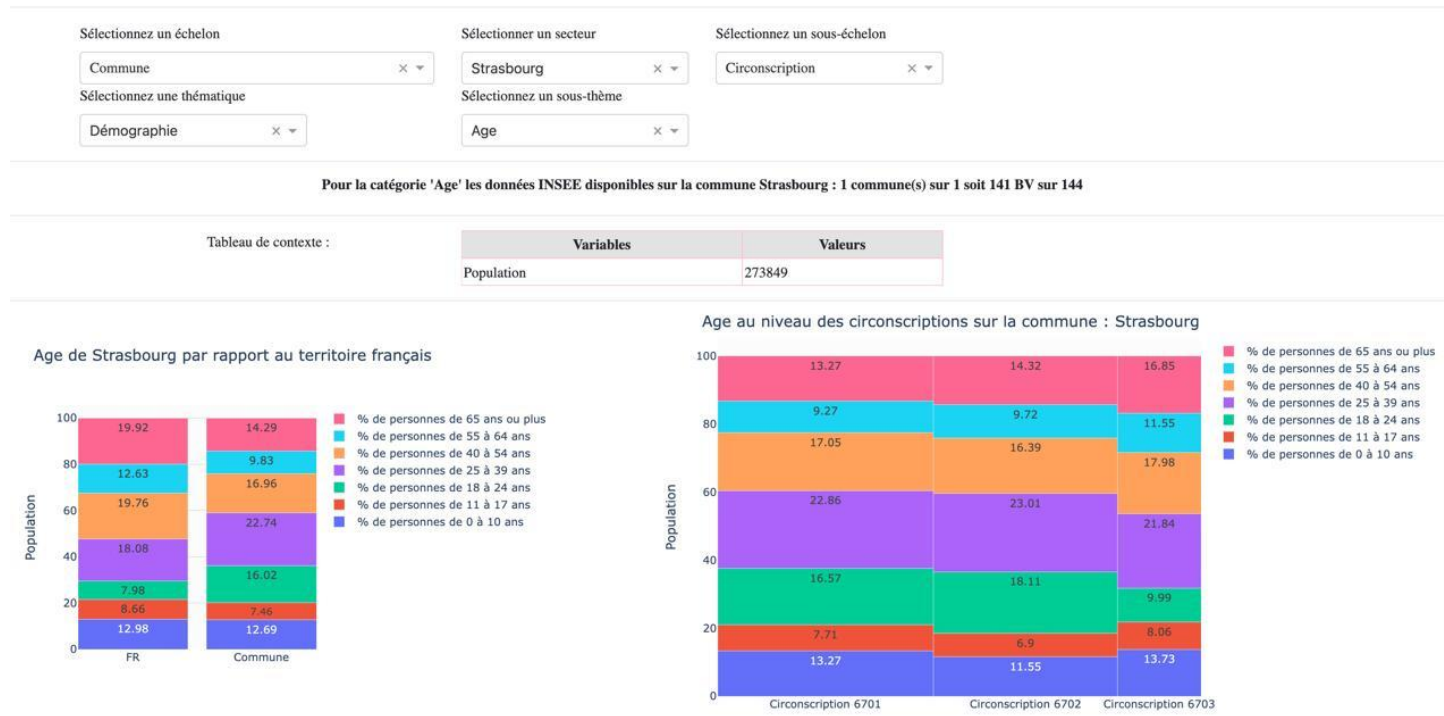 Sélectionnez un échelon
Sélectionner un secteur
Sélectionnez un sous-échelon
Commune
Strasbourg
Circonscription
Sélectionnez une thématique
Sélectionnez un sous-thème
Démographie
Age
Pour la catégorie 'Age' les données INSEE disponibles sur la commune Strasbourg : 1 commune(s) sur 1 soit 141 BV sur 144
Tableau de contexte :
Variables Valeurs
Population 273849
Age de Strasbourg par rapport au territoire français
Population
100
80
60
40
20
0
19.92
12.63
19.76
18.08
7.98
8.66
12.98
FR
14.29
9.83
16.96
22.74
16.02
7.46
12.69
Commune
% de personnes de 65 ans ou plus
% de personnes de 55 à 64 ans
% de personnes de 40 à 54 ans
% de personnes de 25 à 39 ans
% de personnes de 18 à 24 ans
% de personnes de 11 à 17 ans
% de personnes de 0 à 10 ans
Age au niveau des circonscriptions sur la commune : Strasbourg
Population
100
80
60
40
20
0
13.27
9.27
17.05
22.86
16.57
7.71
13.27
Circonscription 6701
14.32
9.72
16.39
23.01
18.11
6.9
11.55
Circonscription 6702
16.85
11.55
17.98
21.84
9.99
8.06
13.73
Circonscription 6703
% de personnes de 65 ans ou plus
% de personnes de 55 à 64 ans
% de personnes de 40 à 54 ans
% de personnes de 25 à 39 ans
% de personnes de 18 à 24 ans
% de personnes de 11 à 17 ans
% de personnes de 0 à 10 ans